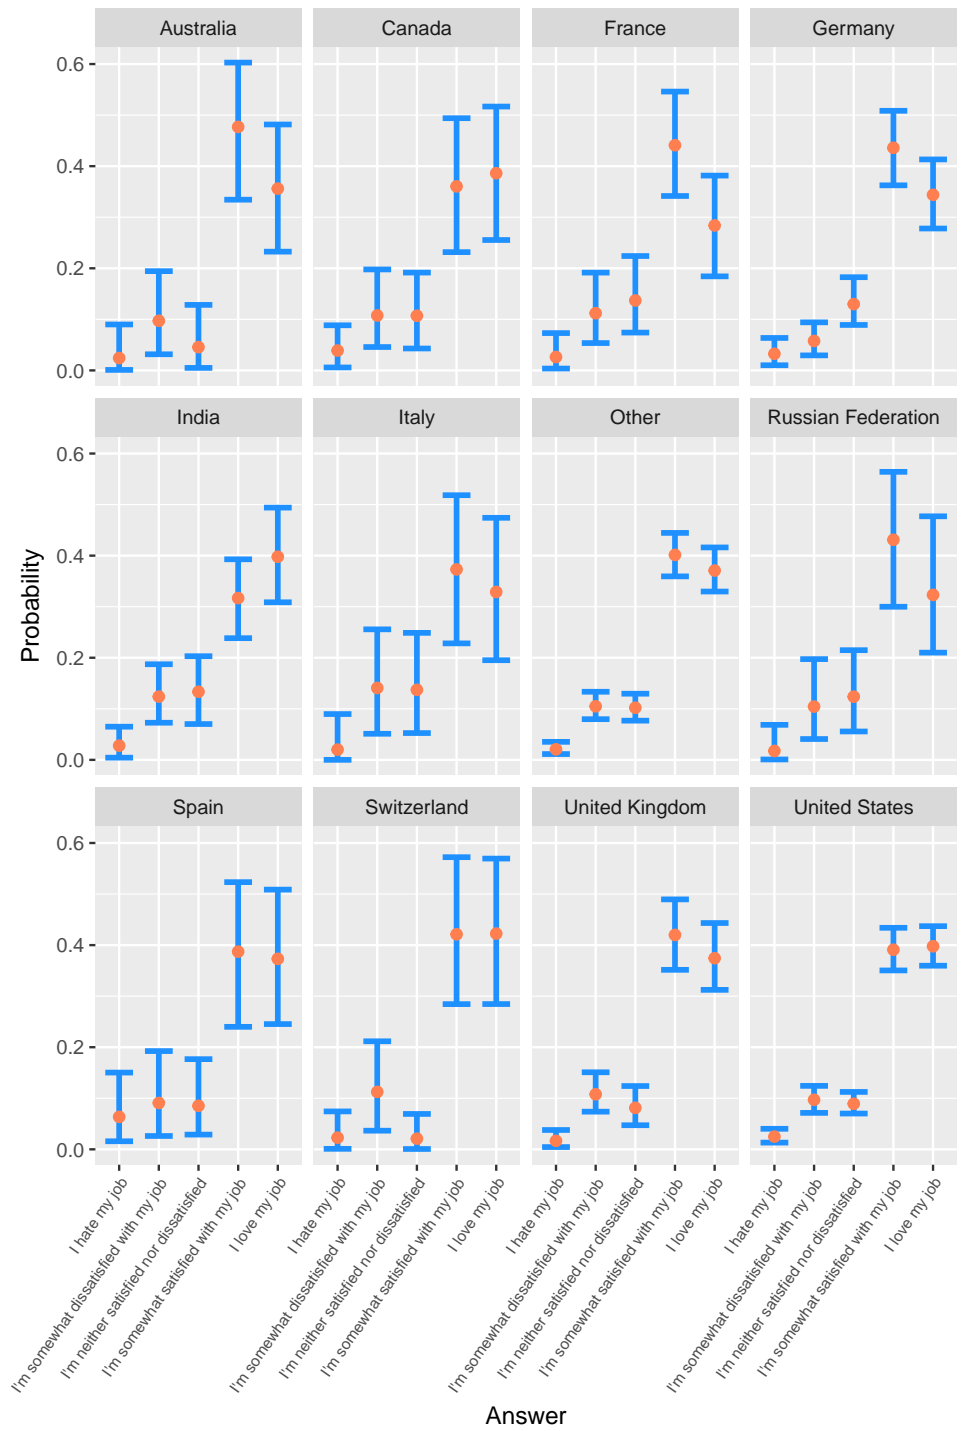 Australia Canada France Germany
0.6
0.4
0.2
0.0
India Italy Other Russian Federation
0.6
0.4
0.2
0.0
Probability
Spain Switzerland United Kingdom United States
0.6
0.4
0.2
0.0
I hate my job
I'm somewhat dissatisfied with my job
I'm neither satisfied nor dissatisfied
I'm somewhat satisfied with my job
I love my job
I hate my job
I'm somewhat dissatisfied with my job
I'm neither satisfied nor dissatisfied
I'm somewhat satisfied with my job
I love my job
I hate my job
I'm somewhat dissatisfied with my job
I'm neither satisfied nor dissatisfied
I'm somewhat satisfied with my job
I love my job
I hate my job
I'm somewhat dissatisfied with my job
I'm neither satisfied nor dissatisfied
I'm somewhat satisfied with my job
I love my job
Answer